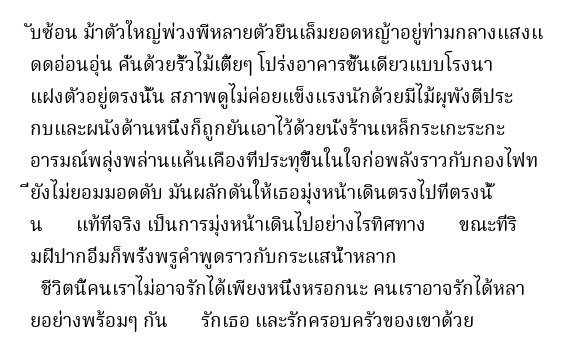 ับซ้อน ม้าตัวใหญ่พ่วงพีหลายตัวยืนเล็มยอดหญ้าอยู่ท่ามกลางแสงแ
ดดอ่อนอุ่น คั่นด้วยรั้วไม้เตี้ยๆ โปร่งอาคารชั้นเดียวแบบโรงนา
แฝงตัวอยู่ตรงนั้น สภาพดูไม่ค่อยแข็งแรงนักด้วยมีไม้ผุพังตีประ
กบและผนังด้านหนึ่งก็ถูกยันเอาไว้ด้วยนั่งร้านเหล็กระเกะระกะ
อารมณ์พลุ่งพล่านแค้นเคืองที่ประทุขึ้นในใจก่อพลังราวกับกองไฟท
ี่ยังไม่ยอมมอดดับ มันผลักดันให้เธอมุ่งหน้าเดินตรงไปที่ตรงนั้
น แท้ที่จริง เป็นการมุ่งหน้าเดินไปอย่างไรทิศทาง ขณะที่ริ
มฝีปากอิ่มก็พรั่งพรูคำพูดราวกับกระแสน้ำหลาก
ชีวิตนี้คนเราไม่อาจรักได้เพียงหนึ่งหรอกนะ คนเราอาจรักได้หลา
ยอย่างพร้อมๆ กัน รักเธอ และรักครอบครัวของเขาด้วย